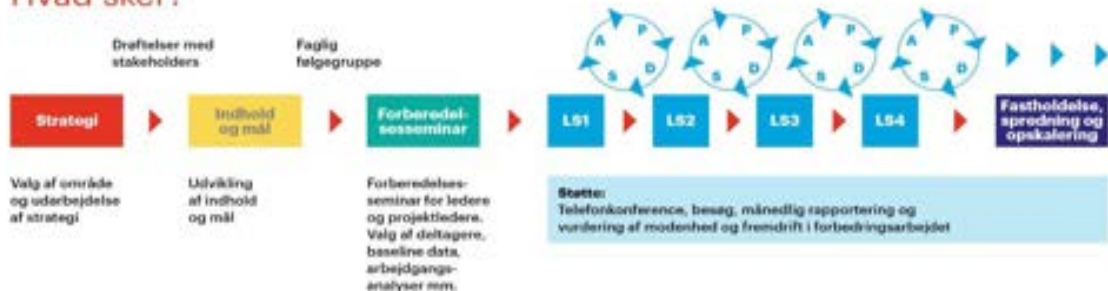 Hvad sker?
Drøftelser med
stakeholders
Faglig
følgegruppe
A P D S
A P D S
A P D S
A P D S
Strategi
Indhold
og mål
Forberedel-
sesseminar
LS1
LS2
LS3
LS4
Fastholdelse,
spredning og
opskalering
Valg af område
og udarbejdelse
af strategi
Udvikling
af indhold
og mål
Forberedelses-
seminar for ledere
og projektledere.
Valg af deltagere,
baseline data,
arbejdgangs-
analyser mm.
Støtte:
Telefonkonference, besøg, månedlig rapportering og
vurdering af modenhed og fremdrift i forbedringsarbejdet